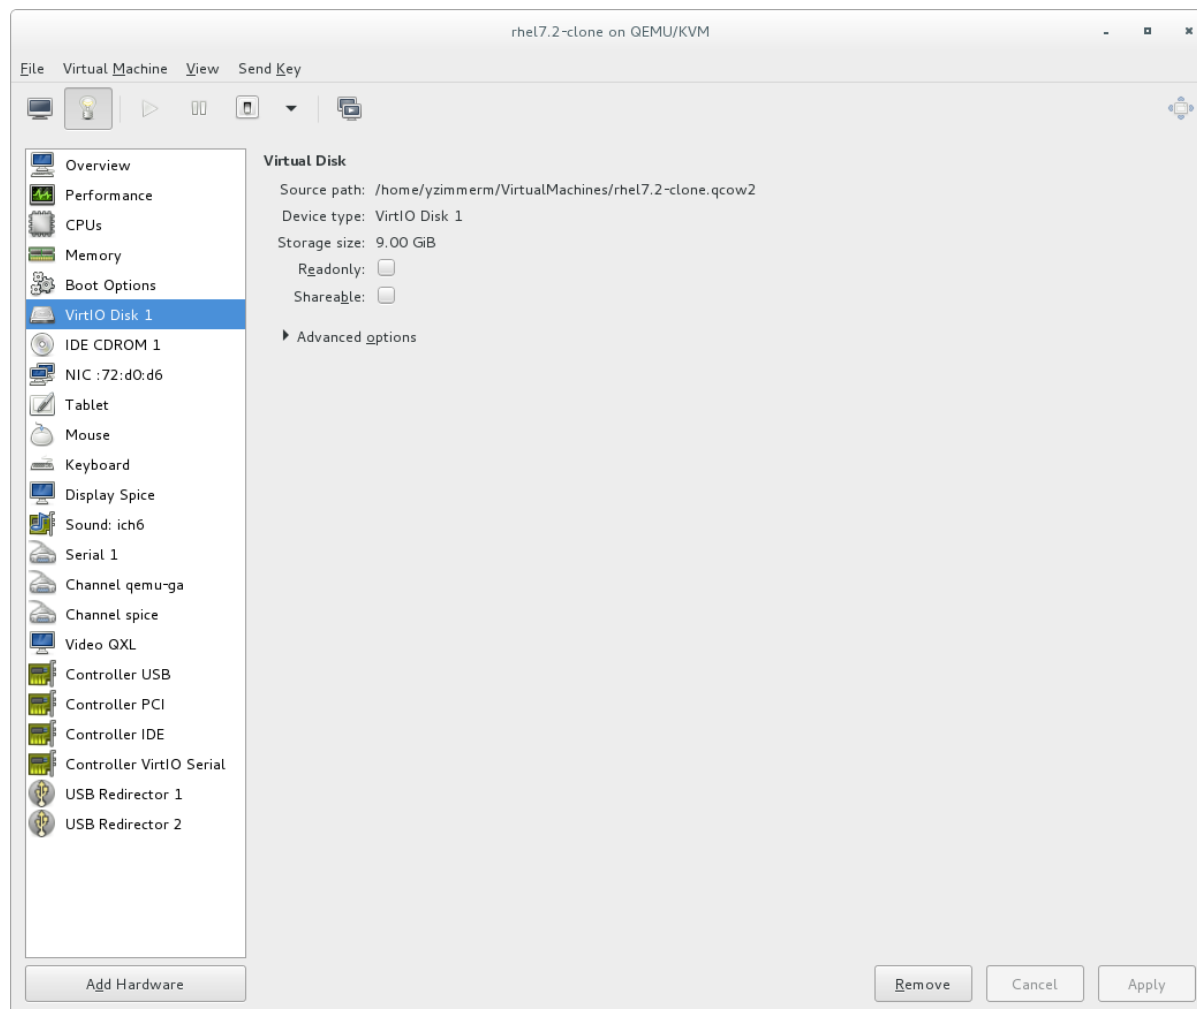 rhel7.2-clone on QEMU/KVM
File Virtual Machine View Send Key
Overview
Performance
CPUs
Memory
Boot Options
VirtIO Disk 1
IDE CDROM 1
NIC :72:d0:d6
Tablet
Mouse
Keyboard
Display Spice
Sound: ich6
Serial 1
Channel qemu-ga
Channel spice
Video QXL
Controller USB
Controller PCI
Controller IDE
Controller VirtIO Serial
USB Redirector 1
USB Redirector 2
Add Hardware
Virtual Disk
Source path: /home/yzimmerm/VirtualMachines/rhel7.2-clone.qcow2
Device type: VirtIO Disk 1
Storage size: 9.00 GiB
Readonly:
Shareable:
Advanced options
Remove Cancel Apply